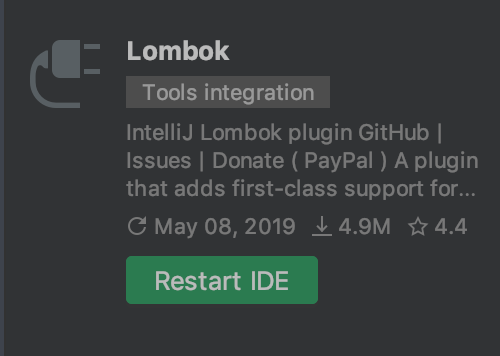 Lombok
Tools integration
IntelliJ Lombok plugin GitHub |
Issues | Donate ( PayPal ) A plugin
that adds first-class support for...
May 08, 2019 4.9M 4.4
Restart IDE